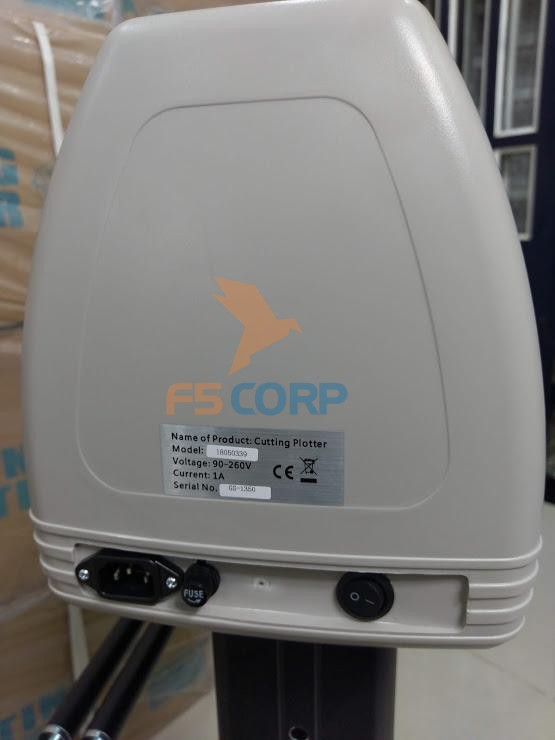 F5 CORP
Name of Product: Cutting Plotter
Model: 18050339
Voltage: 90-260V
Current: 1A
Serial No. GS-1350
CE
FUSE
O I